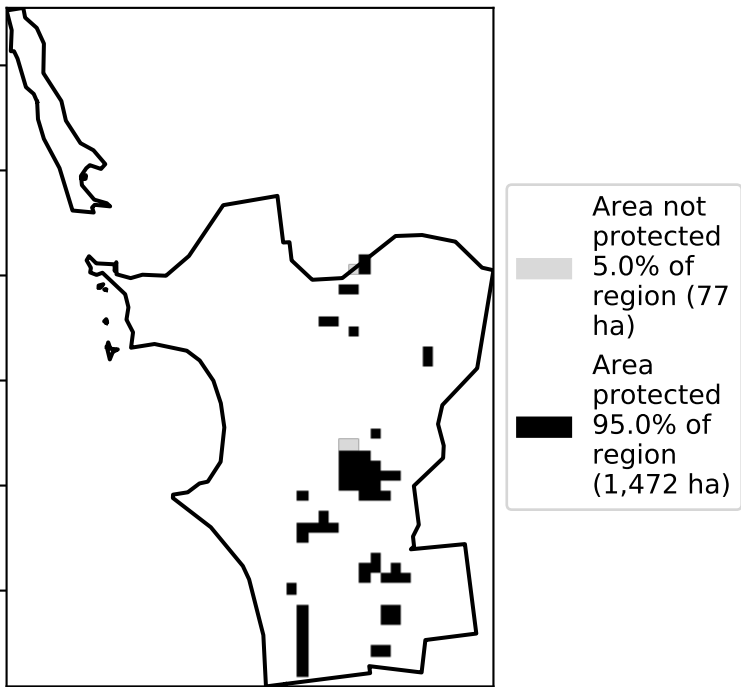 Area not
protected
5.0% of
region (77
ha)
Area
protected
95.0% of
region
(1,472 ha)